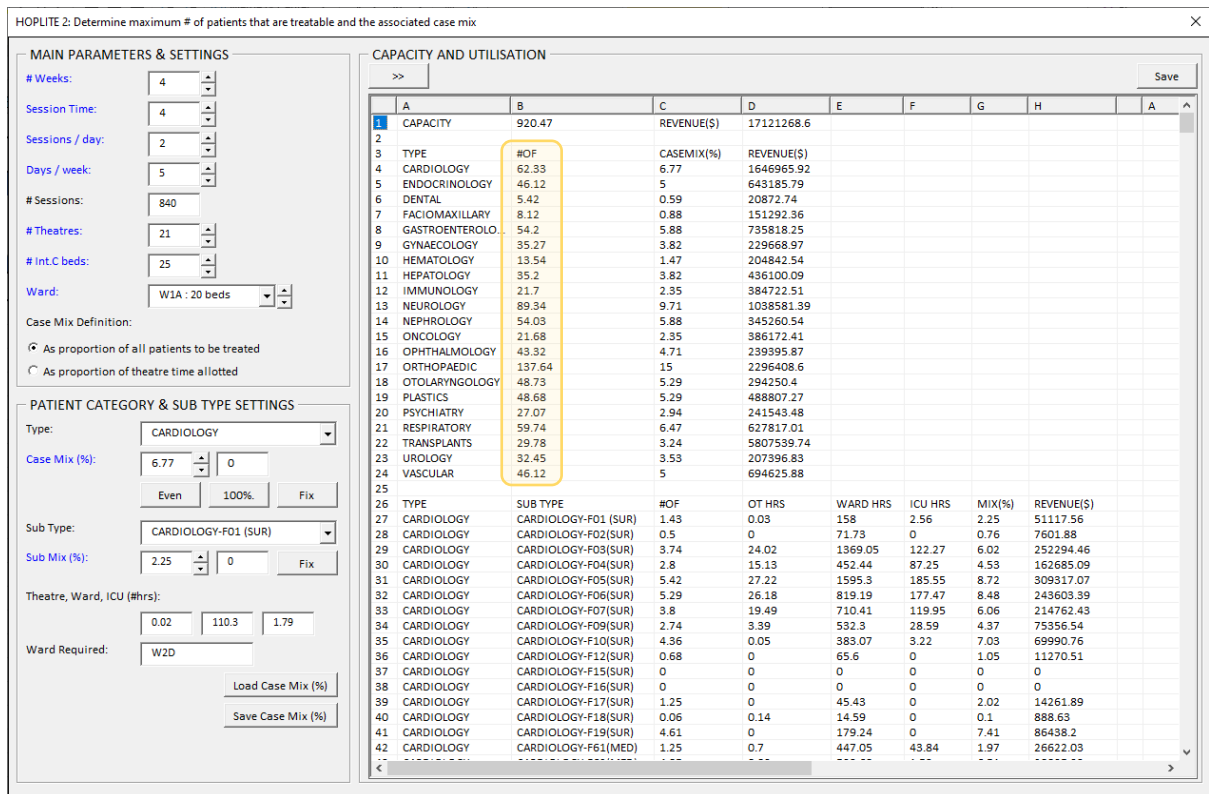 HOPLITE 2: Determine maximum # of patients that are treatable and the associated case mix
MAIN PARAMETERS & SETTINGS
# Weeks: 4
Session Time: 4
Sessions / day: 2
Days / week: 5
# Sessions: 840
# Theatres: 21
# Int.C beds: 25
Ward: W1A : 20 beds
Case Mix Definition:
As proportion of all patients to be treated
As proportion of theatre time allotted
PATIENT CATEGORY & SUB TYPE SETTINGS
Type: CARDIOLOGY
Case Mix (%): 6.77 0
Even 100%. Fix
Sub Type: CARDIOLOGY-F01 (SUR)
Sub Mix (%): 2.25 0 Fix
Theatre, Ward, ICU (#hrs):
0.02 110.3 1.79
Ward Required: W2D
Load Case Mix (%)
Save Case Mix (%)
CAPACITY AND UTILISATION
>> Save
A B C D E F G H A
1 CAPACITY 920.47 REVENUE($) 17121268.6
2
3 TYPE #OF CASEMIX(%) REVENUE($)
4 CARDIOLOGY 62.33 6.77 1646965.92
5 ENDOCRINOLOGY 46.12 5 643185.79
6 DENTAL 5.42 0.59 20872.74
7 FACIOMAXILLARY 8.12 0.88 151292.36
8 GASTROENTEROLO... 54.2 5.88 735818.25
9 GYNAECOLOGY 35.27 3.82 229668.97
10 HEMATOLOGY 13.54 1.47 204842.54
11 HEPATOLOGY 35.2 3.82 436100.09
12 IMMUNOLOGY 21.7 2.35 384722.51
13 NEUROLOGY 89.34 9.71 1038581.39
14 NEPHROLOGY 54.03 5.88 345260.54
15 ONCOLOGY 21.68 2.35 386172.41
16 OPHTHALMOLOGY 43.32 4.71 239395.87
17 ORTHOPAEDIC 137.64 15 2296408.6
18 OTOLARYNGOLOGY 48.73 5.29 294250.4
19 PLASTICS 48.68 5.29 488807.27
20 PSYCHIATRY 27.07 2.94 241543.48
21 RESPIRATORY 59.74 6.47 627817.01
22 TRANSPLANTS 29.78 3.24 5807539.74
23 UROLOGY 32.45 3.53 207396.83
24 VASCULAR 46.12 5 694625.88
25
26 TYPE SUB TYPE #OF OT HRS WARD HRS ICU HRS MIX(%) REVENUE($)
27 CARDIOLOGY CARDIOLOGY-F01 (SUR) 1.43 0.03 158 2.56 2.25 51117.56
28 CARDIOLOGY CARDIOLOGY-F02(SUR) 0.5 0 71.73 0 0.76 7601.88
29 CARDIOLOGY CARDIOLOGY-F03(SUR) 3.74 24.02 1369.05 122.27 6.02 252294.46
30 CARDIOLOGY CARDIOLOGY-F04(SUR) 2.8 15.13 452.44 87.25 4.53 162685.09
31 CARDIOLOGY CARDIOLOGY-F05(SUR) 5.42 27.22 1595.3 185.55 8.72 309317.07
32 CARDIOLOGY CARDIOLOGY-F06(SUR) 5.29 26.18 819.19 177.47 8.48 243603.39
33 CARDIOLOGY CARDIOLOGY-F07(SUR) 3.8 19.49 710.41 119.95 6.06 214762.43
34 CARDIOLOGY CARDIOLOGY-F09(SUR) 2.74 3.39 532.3 28.59 4.37 75356.54
35 CARDIOLOGY CARDIOLOGY-F10(SUR) 4.36 0.05 383.07 3.22 7.03 69990.76
36 CARDIOLOGY CARDIOLOGY-F12(SUR) 0.68 0 65.6 0 1.05 11270.51
37 CARDIOLOGY CARDIOLOGY-F15(SUR) 0 0 0 0 0 0
38 CARDIOLOGY CARDIOLOGY-F16(SUR) 0 0 0 0 0 0
39 CARDIOLOGY CARDIOLOGY-F17(SUR) 1.25 0 45.43 0 2.02 14261.89
40 CARDIOLOGY CARDIOLOGY-F18(SUR) 0.06 0.14 14.59 0 0.1 888.63
41 CARDIOLOGY CARDIOLOGY-F19(SUR) 4.61 0 179.24 0 7.41 86438.2
42 CARDIOLOGY CARDIOLOGY-F61(MED) 1.25 0.7 447.05 43.84 1.97 26622.03